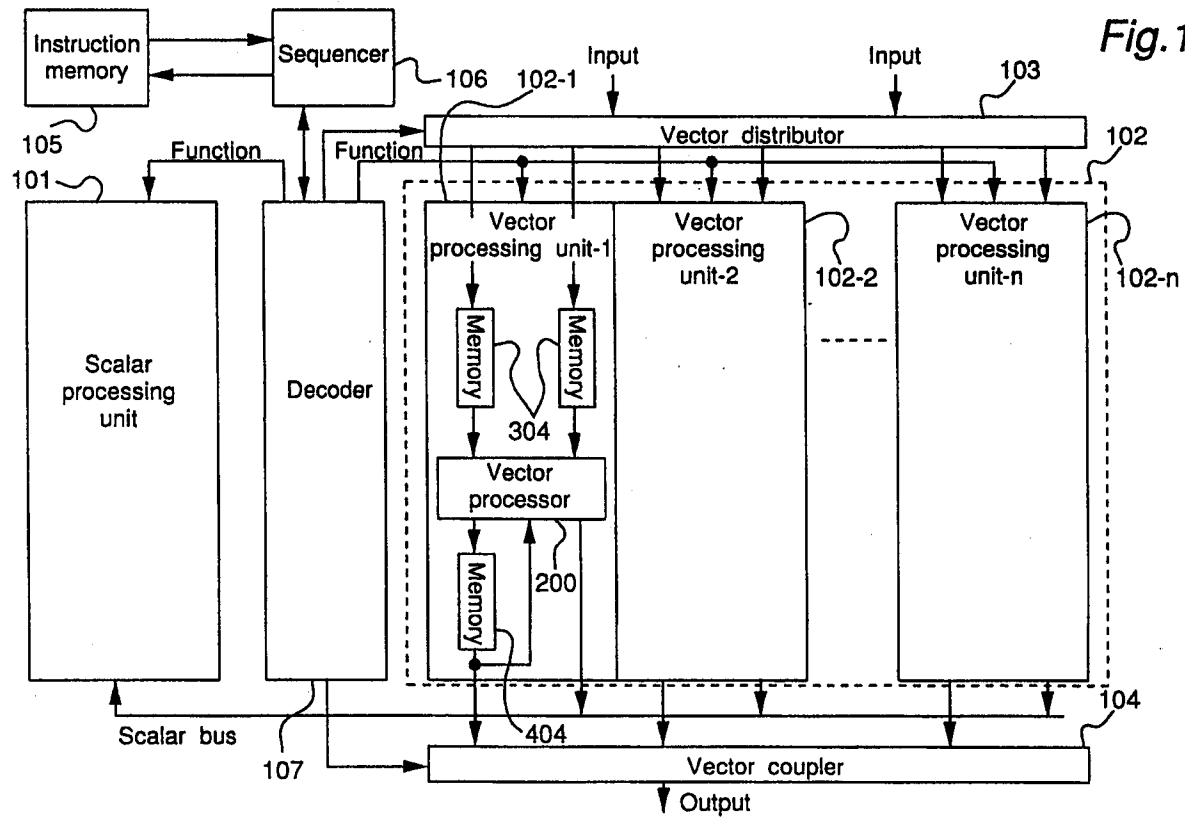 Fig.1
Instruction
memory
Sequencer
105
106
102-1
Input
Input
103
Vector distributor
Function
Function
102
101
107
Scalar
processing
unit
Decoder
Vector
processing unit-1
Vector
processing
unit-2
102-2
Vector
processing
unit-n
102-n
Memory
Memory
304
Vector
processor
200
Memory
404
Scalar bus
104
Vector coupler
Output